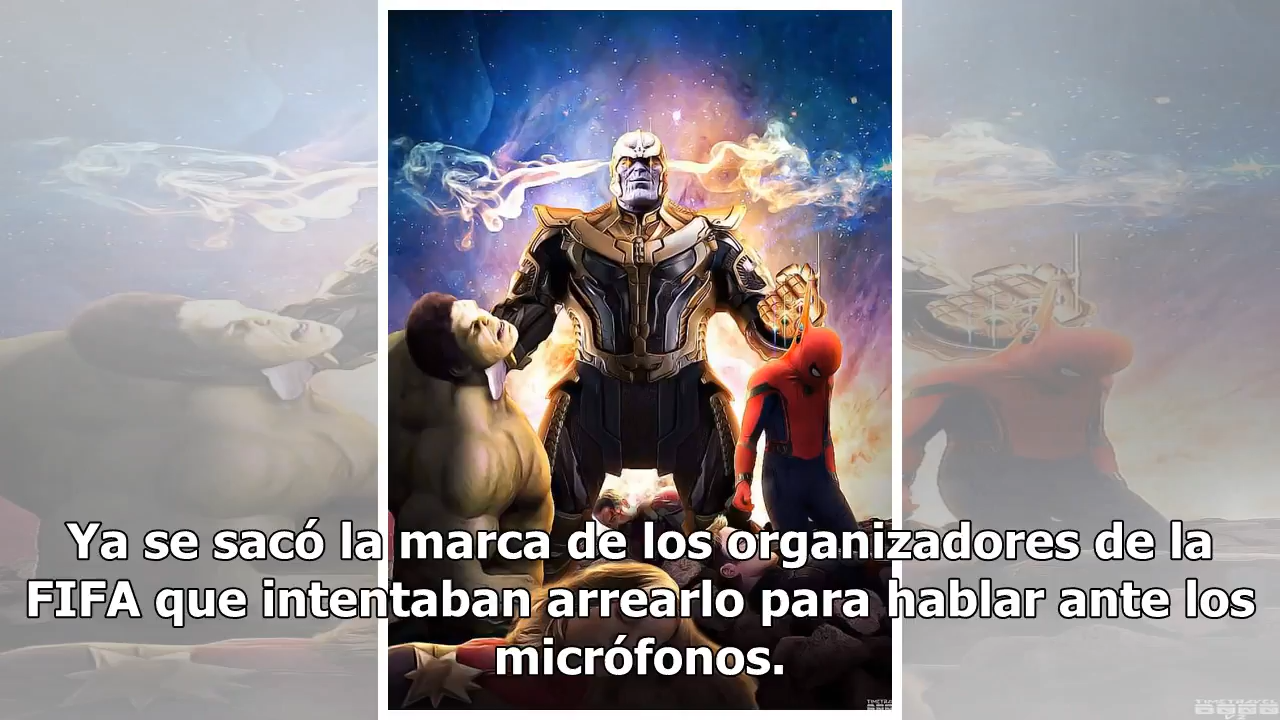 Ya se sacó la marca de los organizadores de la
FIFA que intentaban arrearlo para hablar ante los
micrófonos.